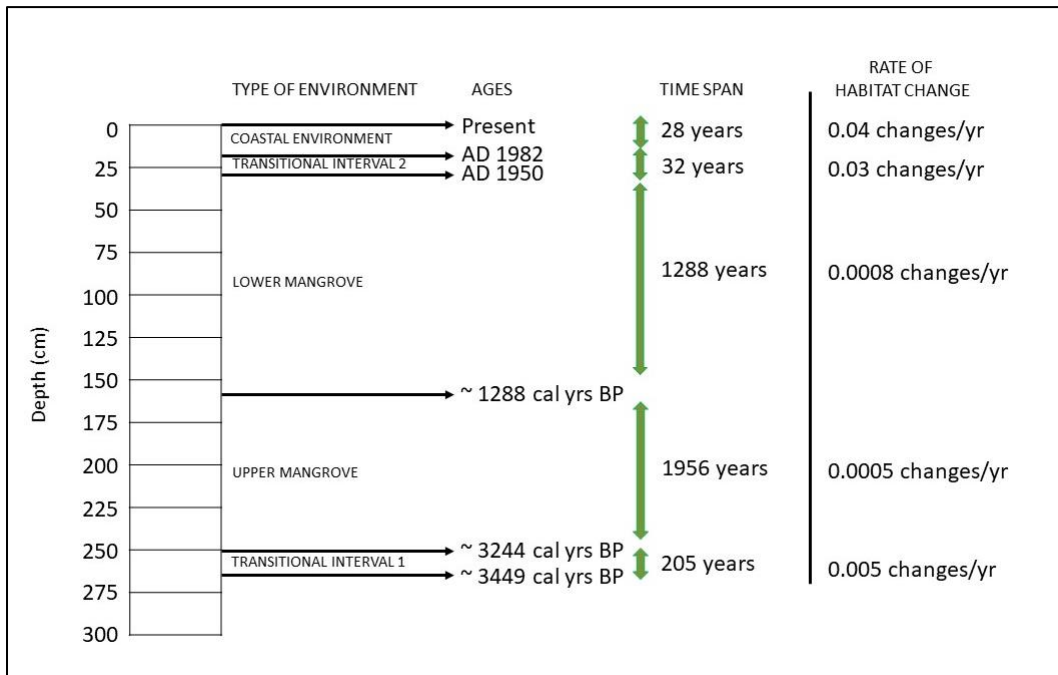 TYPE OF ENVIRONMENT AGES TIME SPAN RATE OF
HABITAT CHANGE
0 Present
COASTAL ENVIRONMENT 28 years 0.04 changes/yr
AD 1982
25 TRANSITIONAL INTERVAL 2 32 years 0.03 changes/yr
AD 1950
50
75
LOWER MANGROVE 1288 years 0.0008 changes/yr
100
125
150 ~ 1288 cal yrs BP
175
200 UPPER MANGROVE 1956 years 0.0005 changes/yr
225
250 ~ 3244 cal yrs BP
TRANSITIONAL INTERVAL 1 205 years 0.005 changes/yr
~ 3449 cal yrs BP
275
300
Depth (cm)